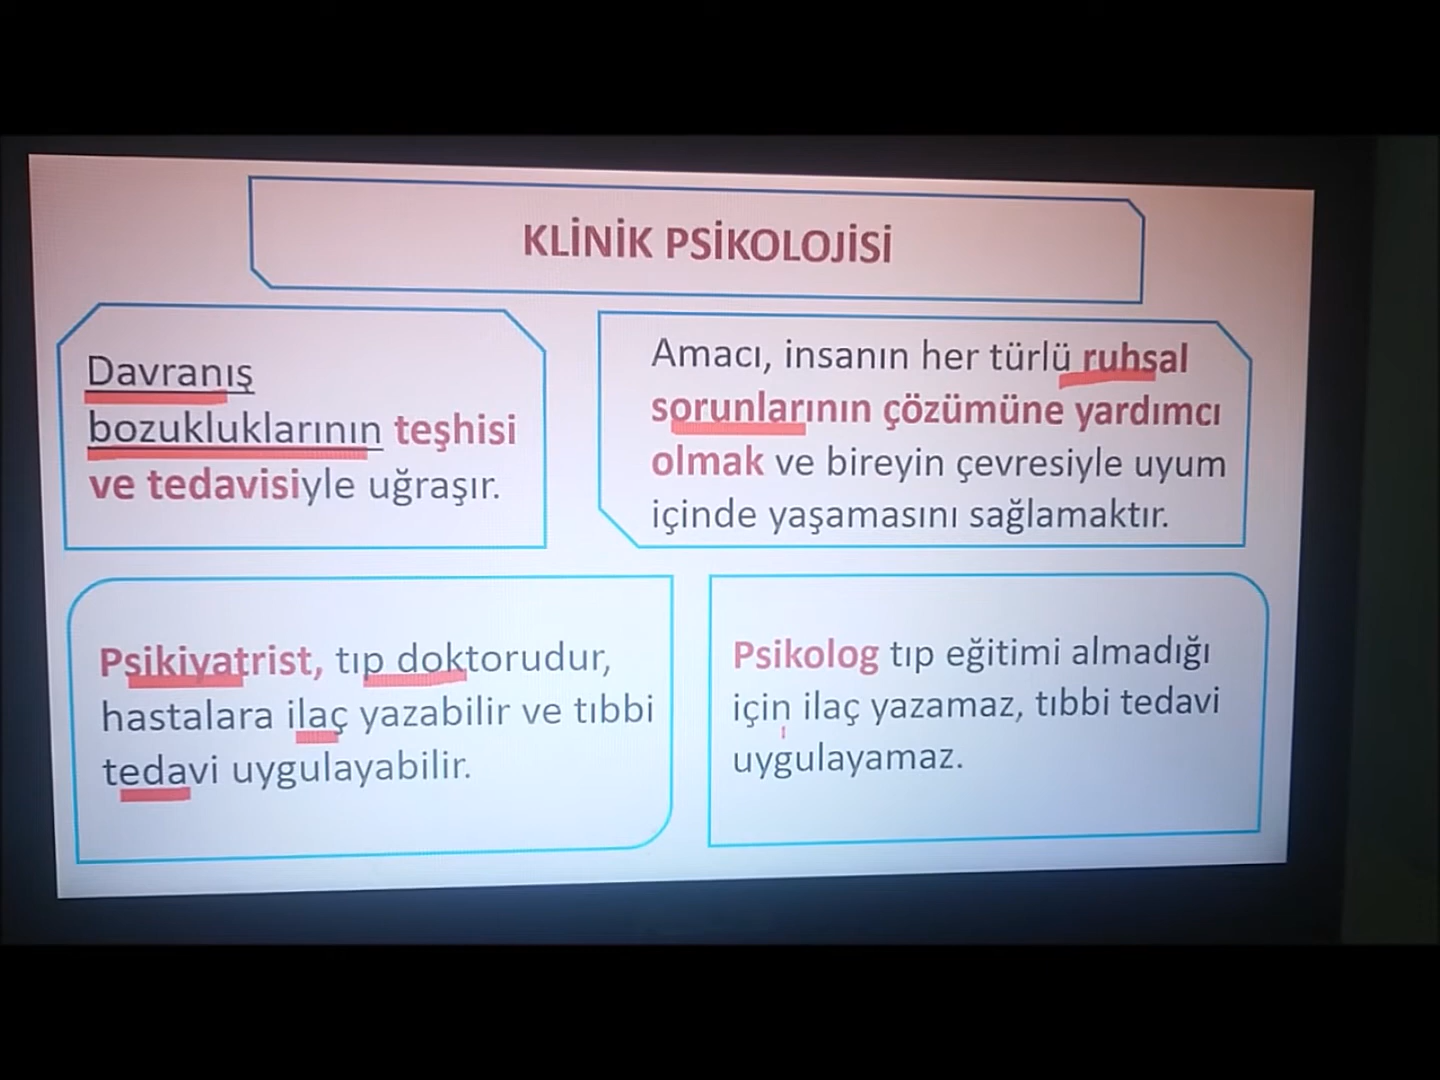 KLİNİK PSİKOLOJİSİ
Davranış
bozukluklarının teşhisi
ve tedavisiyle uğraşır.
Amacı, insanın her türlü ruhsal
sorunlarının çözümüne yardımcı
olmak ve bireyin çevresiyle uyum
içinde yaşamasını sağlamaktır.
Psikiyatrist, tıp doktorudur,
hastalara ilaç yazabilir ve tıbbi
tedavi uygulayabilir.
Psikolog tıp eğitimi almadığı
için ilaç yazamaz, tıbbi tedavi
uygulayamaz.